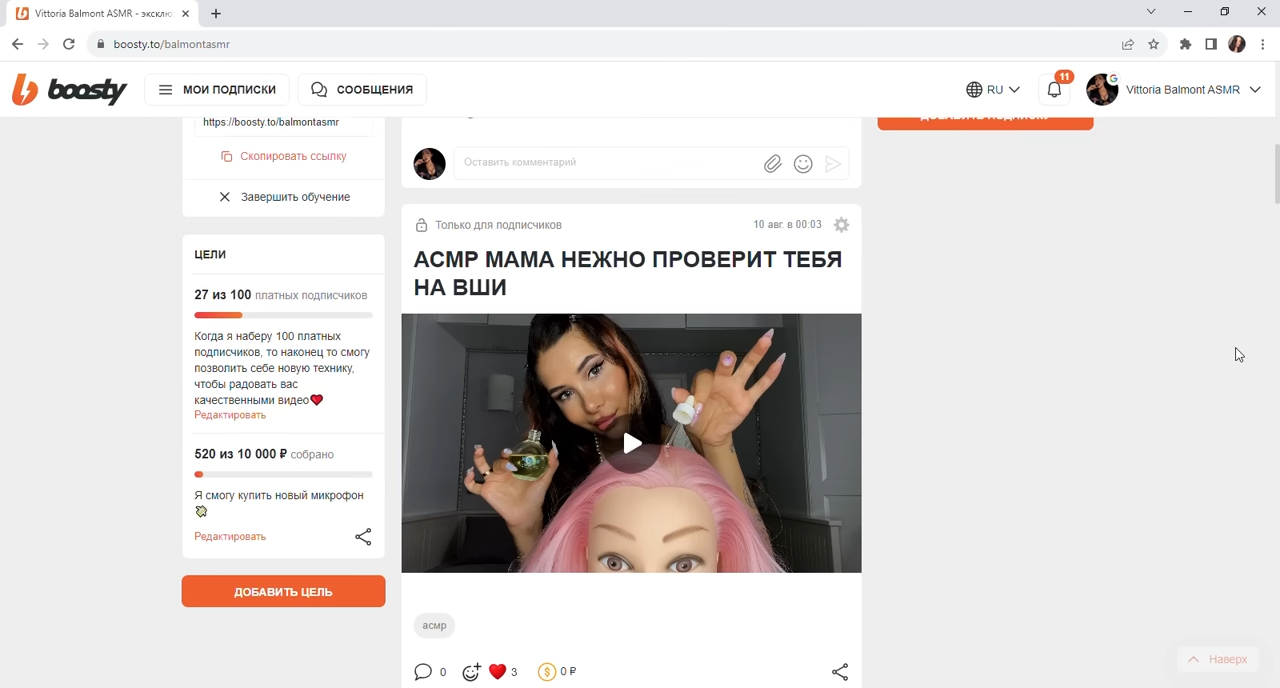 Vittoria Balmont ASMR - эксклю
boosty.to/balmontasmr
boosty
МОИ ПОДПИСКИ
СООБЩЕНИЯ
RU
11
Vittoria Balmont ASMR
https://boosty.to/balmontasmr
Скопировать ссылку
Завершить обучение
ЦЕЛИ
27 из 100 платных подписчиков
Когда я наберу 100 платных
подписчиков, то наконец то смогу
позволить себе новую технику,
чтобы радовать вас
качественными видео❤️
Редактировать
520 из 10 000 ₽ собрано
Я смогу купить новый микрофон
Редактировать
ДОБАВИТЬ ЦЕЛЬ
Оставить комментарий
Только для подписчиков
10 авг. в 00:03
АСМР МАМА НЕЖНО ПРОВЕРИТ ТЕБЯ
НА ВШИ
асмр
0
3
0 ₽
Наверх